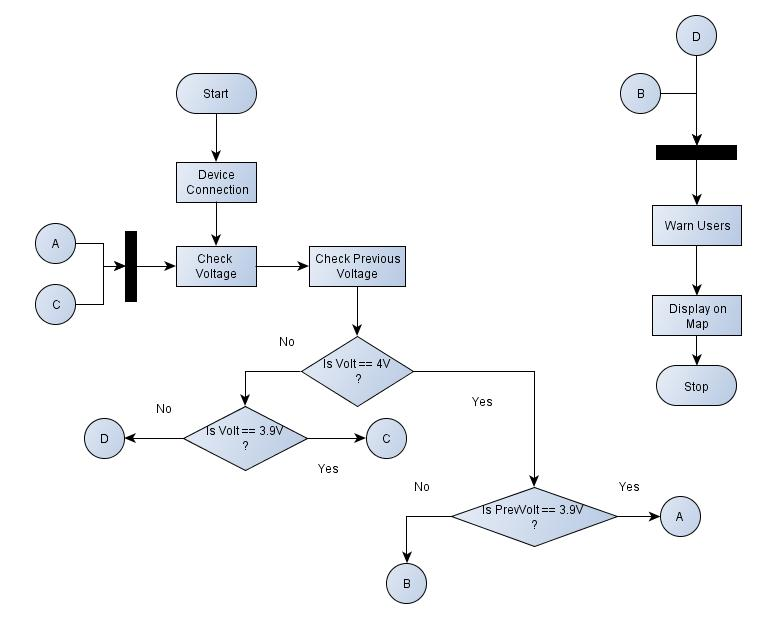 D
B
Start
Device
Connection
Warn Users
A
Check
Voltage
Check Previous
Voltage
C
Display on
Map
No
Is Volt == 4V
?
Yes
Stop
No
D
Is Volt == 3.9V
?
C
Yes
No
Yes
Is PrevVolt == 3.9V
?
A
B